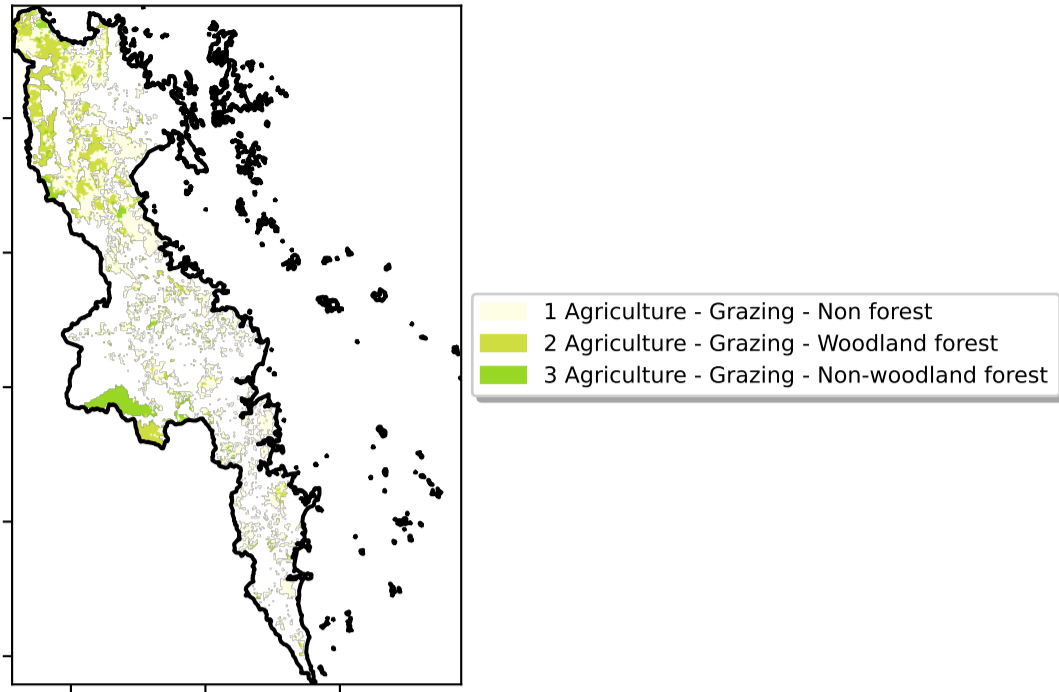 1 Agriculture - Grazing - Non forest
2 Agriculture - Grazing - Woodland forest
3 Agriculture - Grazing - Non-woodland forest